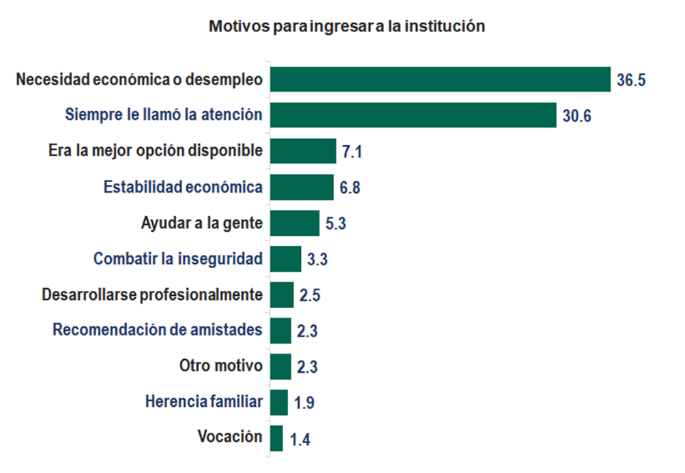 Motivos para ingresar a la institución
Necesidad económica o desempleo 36.5
Siempre le llamó la atención 30.6
Era la mejor opción disponible 7.1
Estabilidad económica 6.8
Ayudar a la gente 5.3
Combatir la inseguridad 3.3
Desarrollarse profesionalmente 2.5
Recomendación de amistades 2.3
Otro motivo 2.3
Herencia familiar 1.9
Vocación 1.4